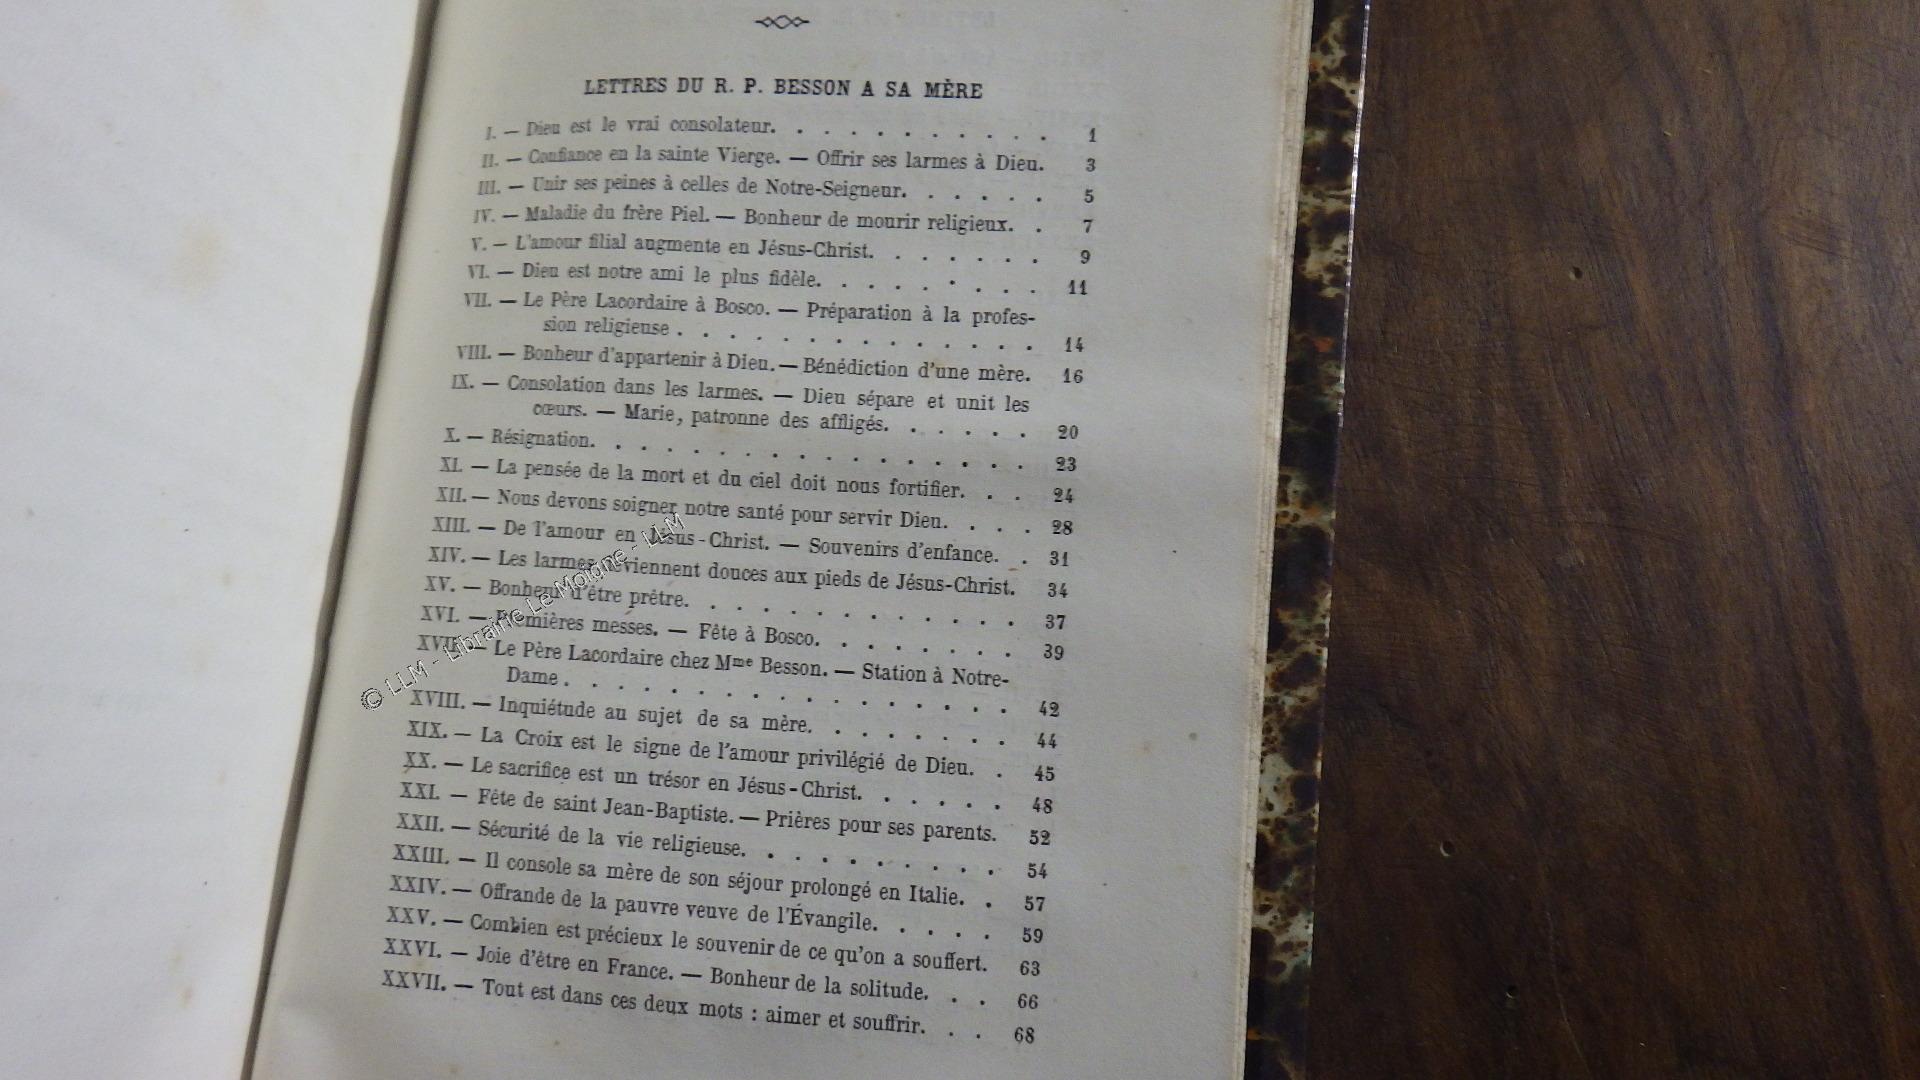 LETTRES DU R. P. BESSON A SA MÈRE
I. — Dieu est le vrai consolateur. . . . . . . . . . . 1
II. — Confiance en la sainte Vierge. — Offrir ses larmes à Dieu. 3
III. — Unir ses peines à celles de Notre-Seigneur. . . . . . 5
IV. — Maladie du frère Piel. — Bonheur de mourir religieux. . 7
V. — L'amour filial augmente en Jésus-Christ. . . . . . . 9
VI. — Dieu est notre ami le plus fidèle. . . . . . . . . 11
VII. — Le Père Lacordaire à Bosco. — Préparation à la profes-
sion religieuse . . . . . . . . . . . . . . 14
VIII. — Bonheur d'appartenir à Dieu. — Bénédiction d'une mère. 16
IX. — Consolation dans les larmes. — Dieu sépare et unit les
cœurs. — Marie, patronne des affligés. . . . . . 20
X. — Résignation. . . . . . . . . . . . . . . . . 23
XI. — La pensée de la mort et du ciel doit nous fortifier. . . 24
XII. — Nous devons soigner notre santé pour servir Dieu. . . . 28
XIII. — De l'amour en Jésus-Christ. — Souvenirs d'enfance. . 31
XIV. — Les larmes deviennent douces aux pieds de Jésus-Christ. 34
XV. — Bonheur d'être prêtre. . . . . . . . . . . . . 37
XVI. — Premières messes. — Fête à Bosco. . . . . . . . 39
XVII. — Le Père Lacordaire chez Mme Besson. — Station à Notre-
Dame . . . . . . . . . . . . . . . . . . 42
XVIII. — Inquiétude au sujet de sa mère. . . . . . . . 44
XIX. — La Croix est le signe de l'amour privilégié de Dieu. . 45
XX. — Le sacrifice est un trésor en Jésus-Christ. . . . . . 48
XXI. — Fête de saint Jean-Baptiste. — Prières pour ses parents. 52
XXII. — Sécurité de la vie religieuse. . . . . . . . . . 54
XXIII. — Il console sa mère de son séjour prolongé en Italie. . 57
XXIV. — Offrande de la pauvre veuve de l'Évangile. . . . . 59
XXV. — Combien est précieux le souvenir de ce qu'on a souffert. 63
XXVI. — Joie d'être en France. — Bonheur de la solitude. . . 66
XXVII. — Tout est dans ces deux mots : aimer et souffrir. . . 68
© LLM - Librairie Le Moigne - LLM